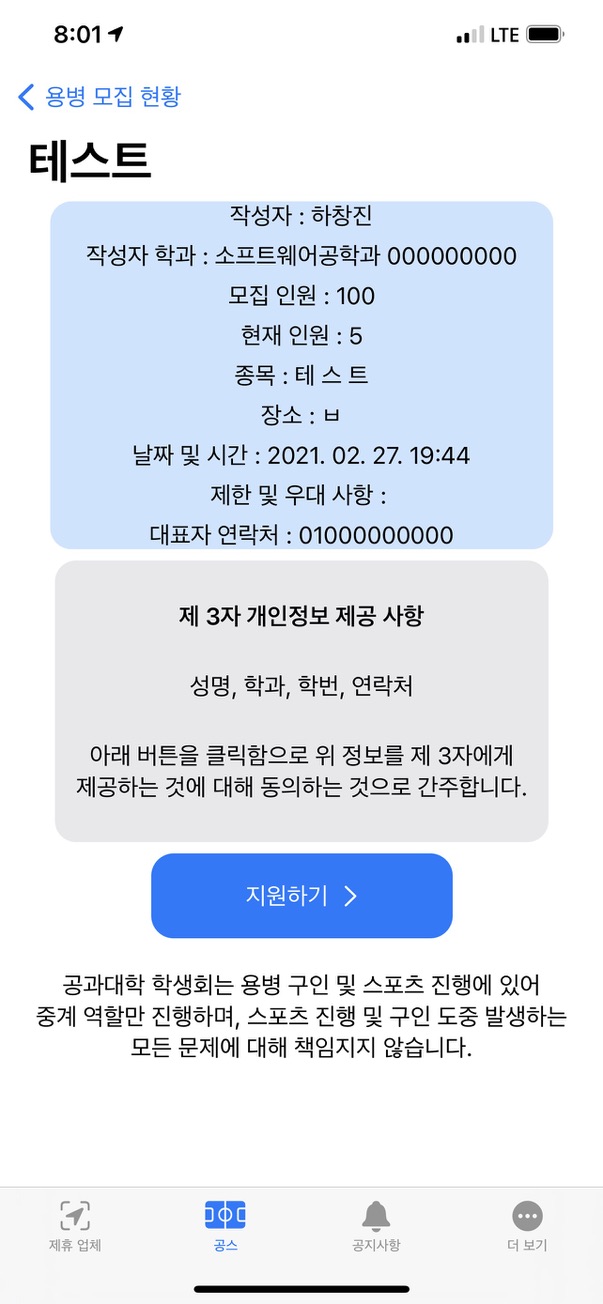 8:01
LTE
용병 모집 현황
테스트
작성자 : 하창진
작성자 학과 : 소프트웨어공학과 000000000
모집 인원 : 100
현재 인원 : 5
종목 : 테 스 트
장소 : ㅂ
날짜 및 시간 : 2021. 02. 27. 19:44
제한 및 우대 사항 :
대표자 연락처 : 01000000000
제 3자 개인정보 제공 사항
성명, 학과, 학번, 연락처
아래 버튼을 클릭함으로 위 정보를 제 3자에게
제공하는 것에 대해 동의하는 것으로 간주합니다.
지원하기
공과대학 학생회는 용병 구인 및 스포츠 진행에 있어
중계 역할만 진행하며, 스포츠 진행 및 구인 도중 발생하는
모든 문제에 대해 책임지지 않습니다.
제휴 업체
공스
공지사항
더 보기